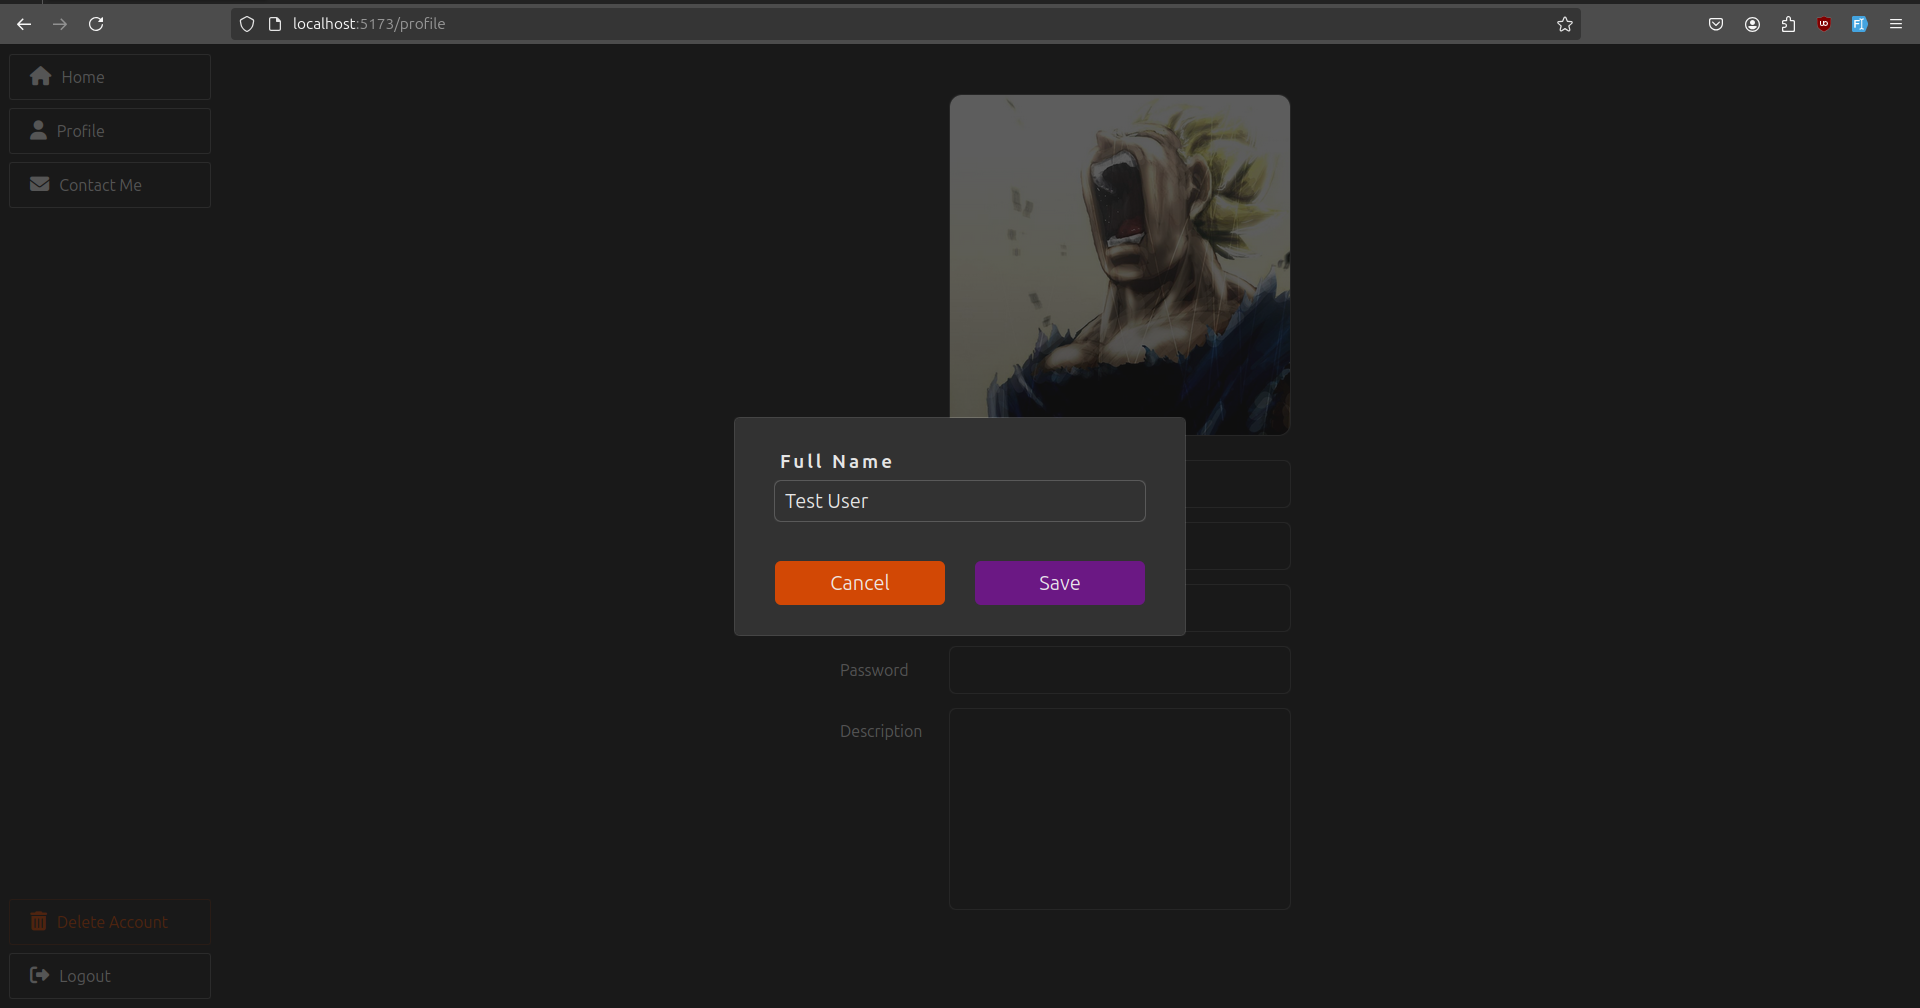 localhost:5173/profile
Home
Profile
Contact Me
Full Name
Test User
Cancel
Save
Password
Description
Delete Account
Logout